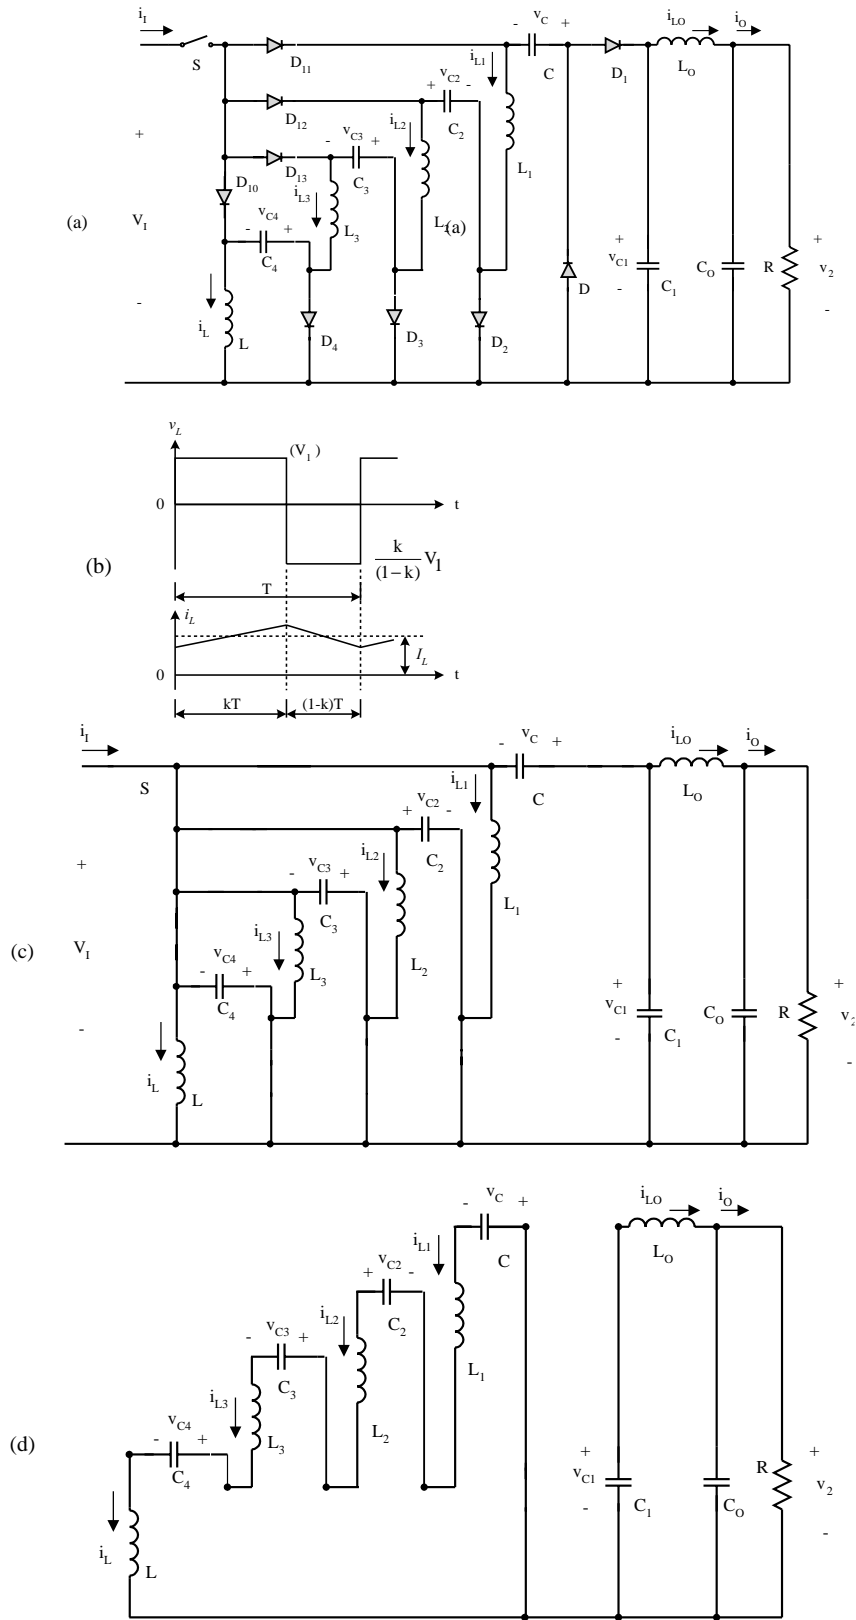 i_I
S
D_11
i_L1
- v_C +
C
D_1
i_LO
L_O
i_O
+
D_12
i_L2
+ v_C2 -
C_2
L_1
D_13
- v_C3 +
C_3
D_10
i_L3
L_3
L_2
(a)
(a)
V_I
- v_C4 +
C_4
+
v_C1
-
C_1
C_O
R
+
v_2
-
D
-
i_L
L
D_4
D_3
D_2
v_L
(V_1)
0
t
(b)
k
(1−k)
V_1
T
i_L
I_L
0
t
kT
(1-k)T
i_I
S
i_L1
- v_C +
C
i_LO
L_O
i_O
+
i_L2
+ v_C2 -
C_2
L_1
- v_C3 +
C_3
i_L3
L_3
L_2
(c)
V_I
- v_C4 +
C_4
+
v_C1
-
C_1
C_O
R
+
v_2
-
-
i_L
L
- v_C +
C
i_LO
L_O
i_O
i_L1
+ v_C2 -
C_2
L_1
i_L2
- v_C3 +
C_3
L_2
i_L3
L_3
(d)
- v_C4 +
C_4
+
v_C1
-
C_1
C_O
R
+
v_2
-
i_L
L